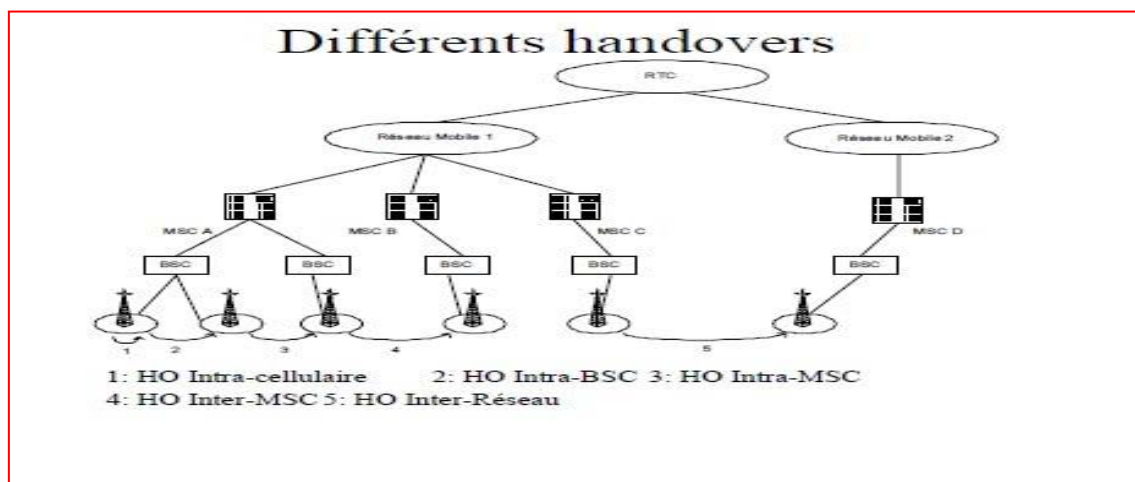 Différents handovers
RTC
Réseau Mobile 1
Réseau Mobile 2
MSC A
MSC B
MSC C
MSC D
BSC
BSC
BSC
BSC
BSC
1
2
3
4
5
1: HO Intra-cellulaire 2: HO Intra-BSC 3: HO Intra-MSC
4: HO Inter-MSC 5: HO Inter-Réseau